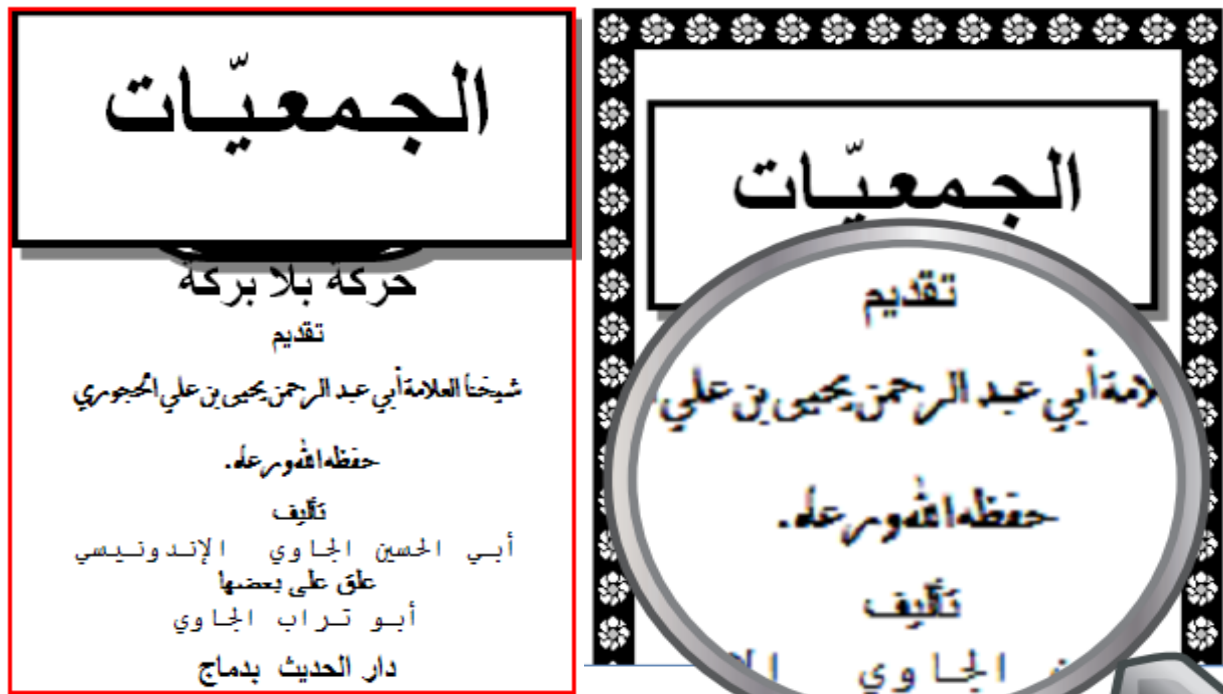 الجمعيّات
حركة بلا بركة
تقديم
شيخنا العلامة أبي عبد الرحمن يحيى بن علي الحجوري
حفظه الله ورعاه.
تأليف
أبي الحسين الجاوي الإندونيسي
علق على بعضها
أبو تراب الجاوي
دار الحديث بدماج
الجمعيّات
تقديم
لامة أبي عبد الرحمن يحيى بن علي
حفظه الله ورعاه.
تأليف
الجاوي